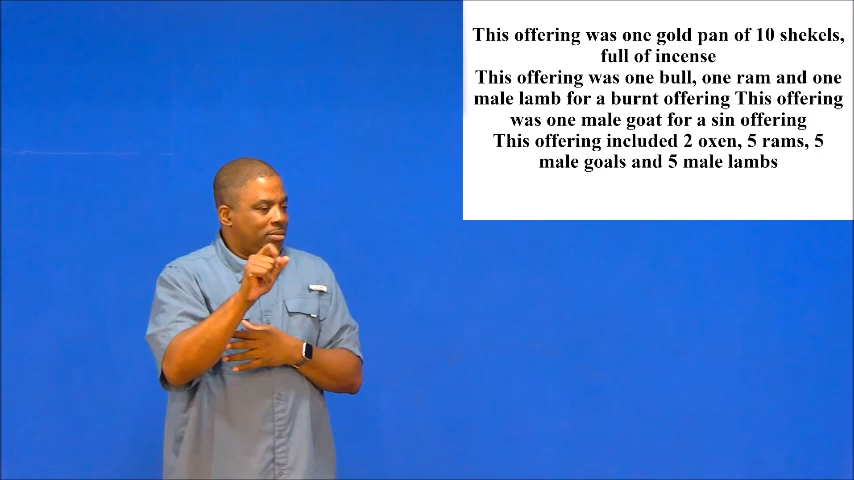 This offering was one gold pan of 10 shekels,
full of incense
This offering was one bull, one ram and one
male lamb for a burnt offering This offering
was one male goat for a sin offering
This offering included 2 oxen, 5 rams, 5
male goals and 5 male lambs